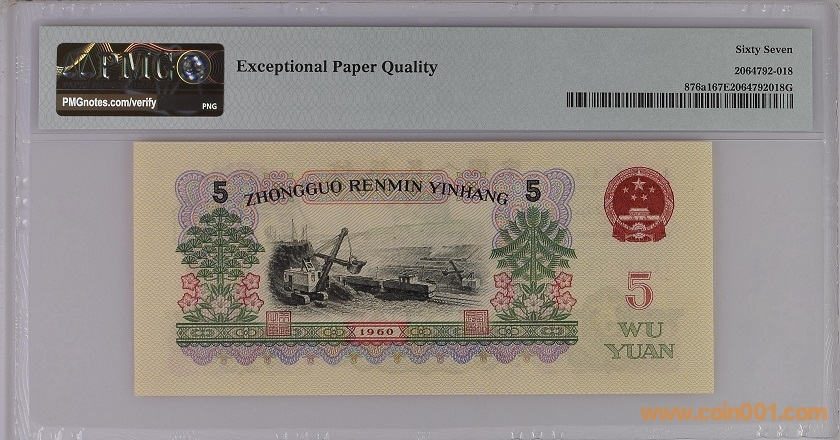 PMG
PMGnotes.com/verify
PNG
Exceptional Paper Quality
Sixty Seven
2064792-018
876a167E2064792018G
5
ZHONGGUO RENMIN YINHANG
5
5
WU
YUAN
1960
www.coin001.com